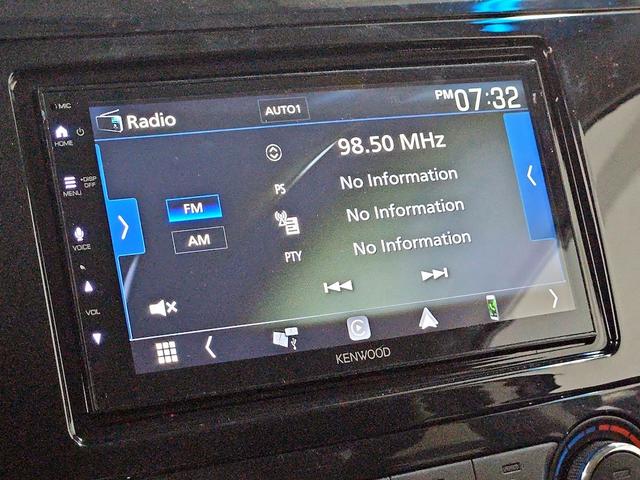 MIC
Radio
AUTO1
PM 07:32
HOME
98.50 MHz
DISP OFF
MENU
PS
No Information
FM
No Information
AM
VOICE
PTY
No Information
VOL
KENWOOD